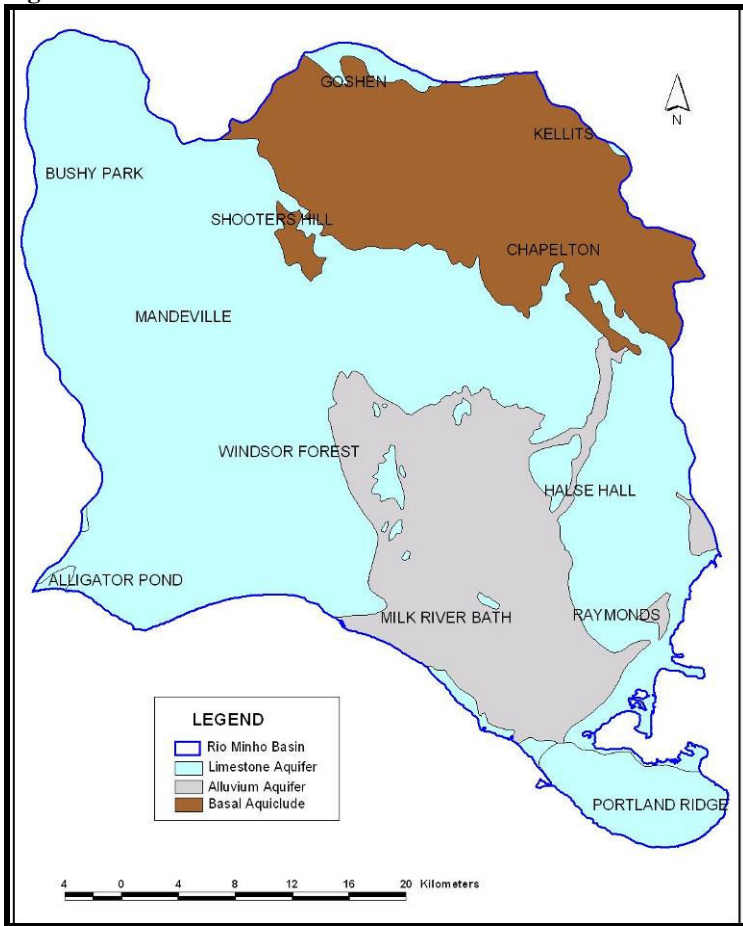 GOSHEN
N
KELLITS
BUSHY PARK
SHOOTERS HILL
CHAPELTON
MANDEVILLE
WINDSOR FOREST
HALSE HALL
ALLIGATOR POND
MILK RIVER BATH
RAYMONDS
LEGEND
Rio Minho Basin
Limestone Aquifer
Alluvium Aquifer
Basal Aquiclude
PORTLAND RIDGE
4 0 4 8 12 16 20 Kilometers